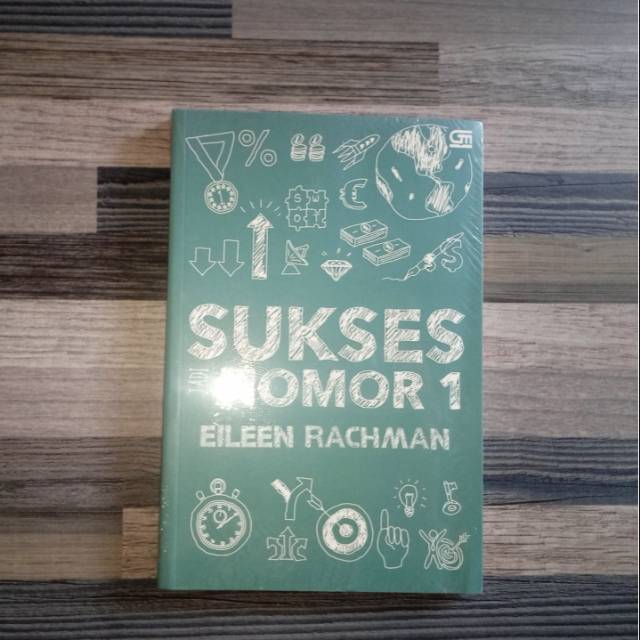 SUKSES
NOMOR 1
EILEEN RACHMAN